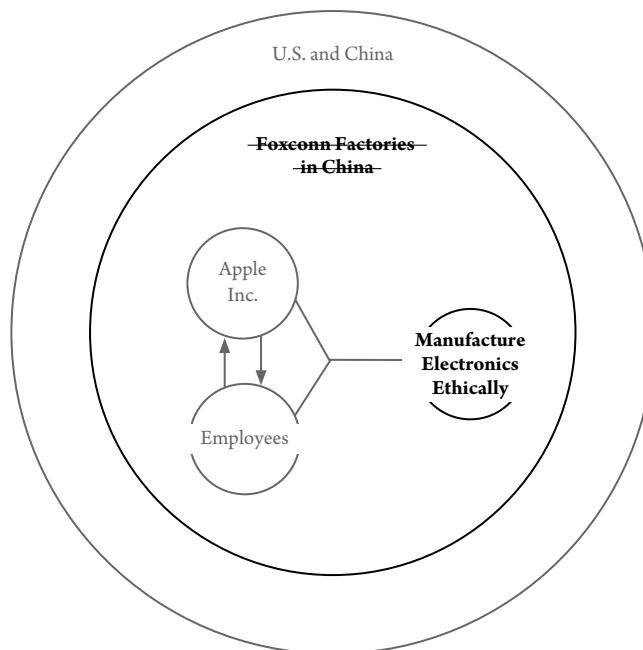 U.S. and China
Foxconn Factories
in China
Apple
Inc.
Manufacture
Electronics
Ethically
Employees